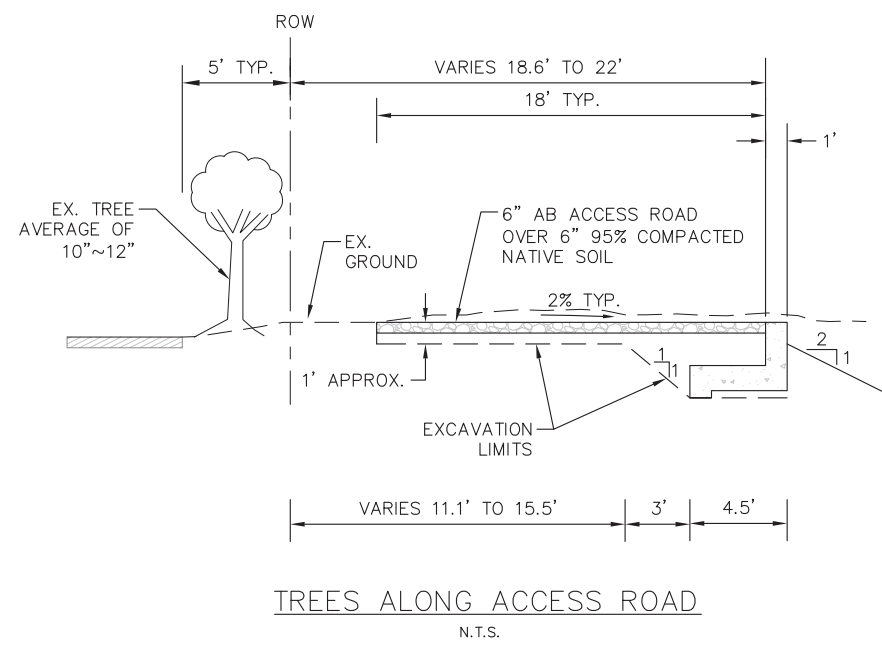 ROW
5' TYP.
VARIES 18.6' TO 22'
18' TYP.
1'
EX. TREE
AVERAGE OF
10"~12"
EX.
GROUND
6" AB ACCESS ROAD
OVER 6" 95% COMPACTED
NATIVE SOIL
2% TYP.
1' APPROX.
1
1
2
1
EXCAVATION
LIMITS
VARIES 11.1' TO 15.5'
3'
4.5'
TREES ALONG ACCESS ROAD
N.T.S.